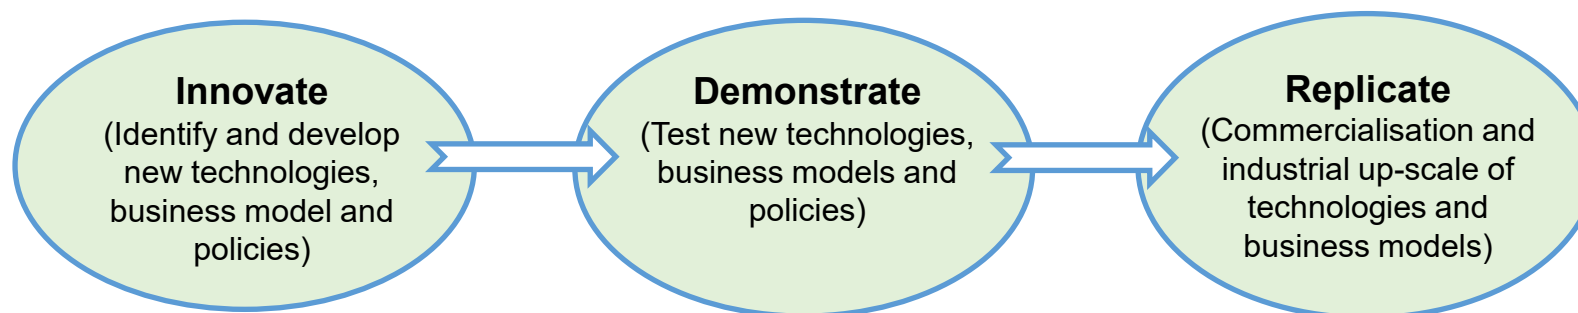 Innovate
(Identify and develop
new technologies,
business model and
policies)
Demonstrate
(Test new technologies,
business models and
policies)
Replicate
(Commercialisation and
industrial up-scale of
technologies and
business models)